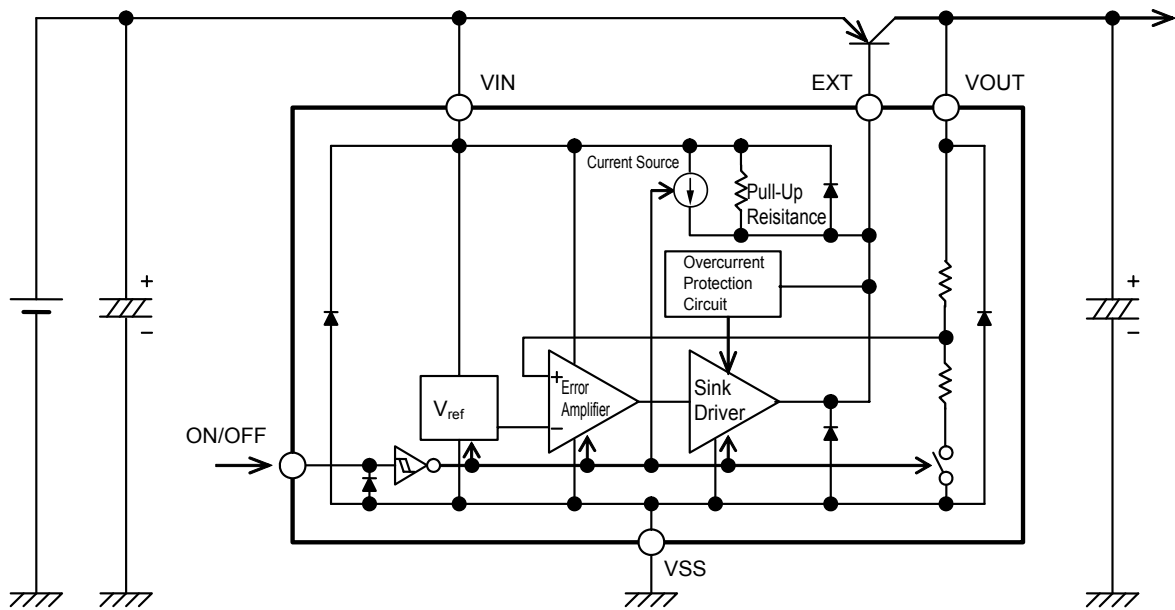 VIN
EXT
VOUT
Current Source
Pull-Up
Reisitance
Overcurrent
Protection
Circuit
+
−
+
−
+
−
Error
Amplifier
Sink
Driver
Vref
ON/OFF
VSS